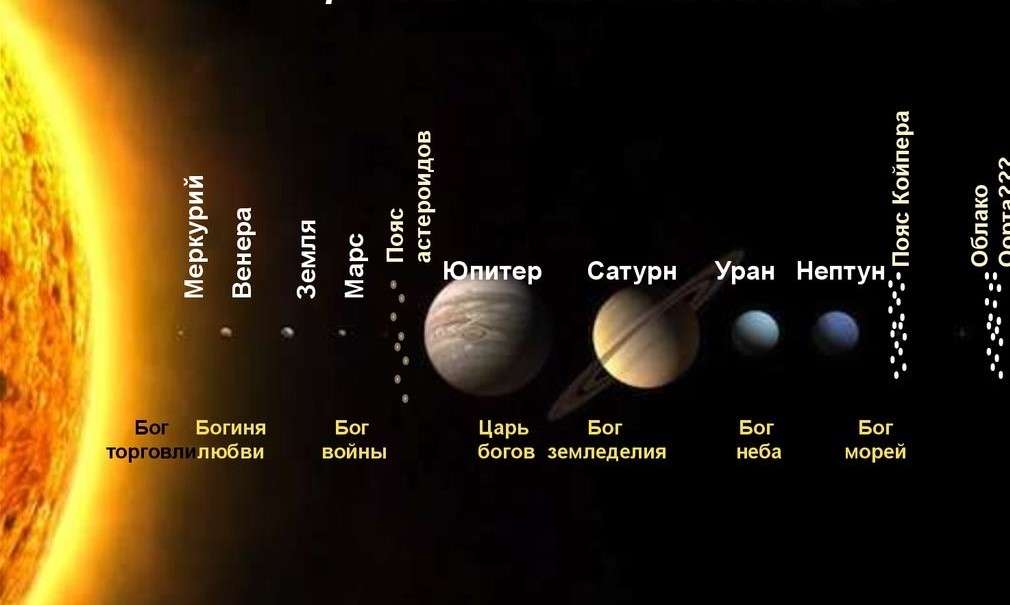 Меркурий
Венера
Земля
Марс
Пояс
астероидов
Юпитер
Сатурн
Уран
Нептун
Пояс Койпера
Облако
Оорта???
Бог
торговли
Богиня
любви
Бог
войны
Царь
богов
Бог
земледелия
Бог
неба
Бог
морей